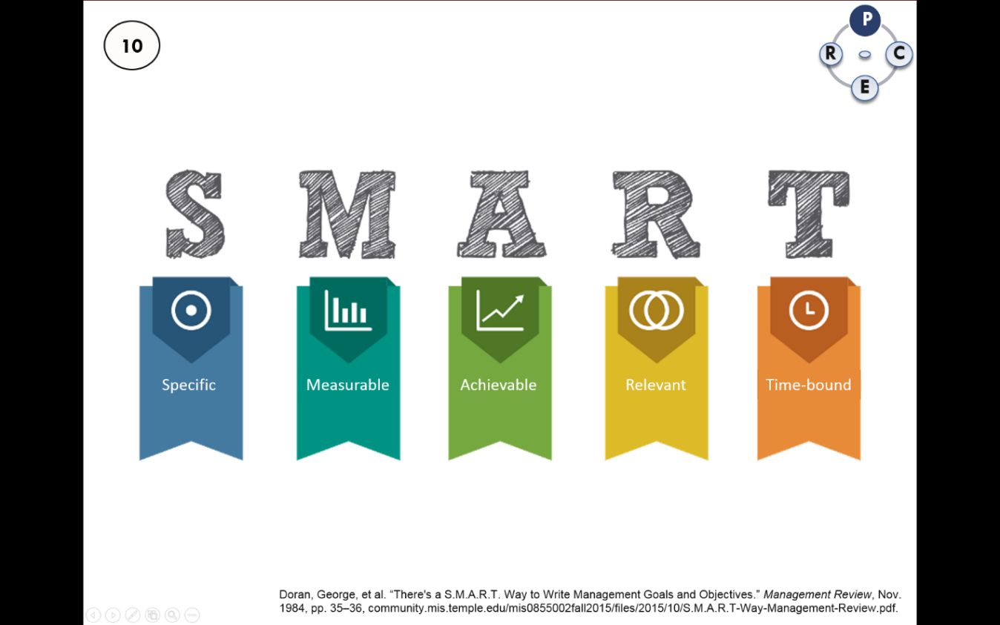 10
P
R
C
E
S M A R T
Specific Measurable Achievable Relevant Time-bound
Doran, George, et al. “There's a S.M.A.R.T. Way to Write Management Goals and Objectives.” Management Review, Nov.
1984, pp. 35–36, community.mis.temple.edu/mis0855002fall2015/files/2015/10/S.M.A.R.T-Way-Management-Review.pdf.